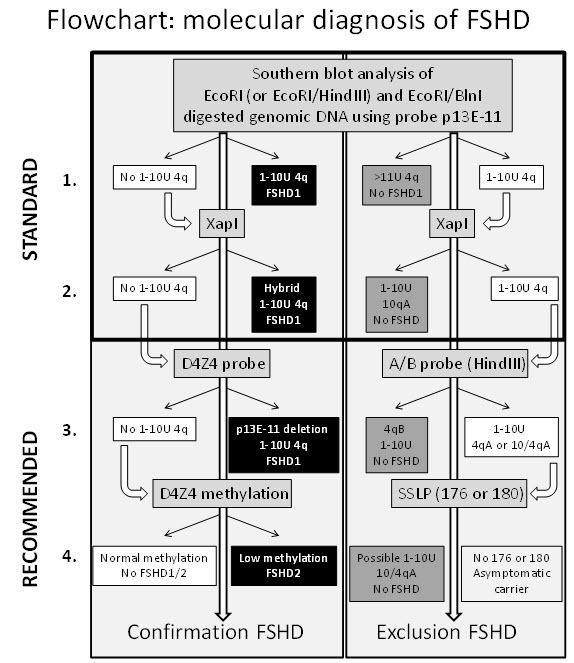 Flowchart: molecular diagnosis of FSHD
Southern blot analysis of
EcoRI (or EcoRI/HindIII) and EcoRI/BlnI
digested genomic DNA using probe p13E-11
STANDARD
1.
No 1-10U 4q
1-10U 4q
FSHD1
>11U 4q
No FSHD1
1-10U 4q
XapI
XapI
2.
No 1-10U 4q
Hybrid
1-10U 4q
FSHD1
1-10U
10qA
No FSHD
1-10U 4q
D4Z4 probe
A/B probe (HindIII)
RECOMMENDED
3.
No 1-10U 4q
p13E-11 deletion
1-10U 4q
FSHD1
4qB
1-10U
No FSHD
1-10U
4qA or 10/4qA
D4Z4 methylation
SSLP (176 or 180)
4.
Normal methylation
No FSHD1/2
Low methylation
FSHD2
Possible 1-10U
10/4qA
No FSHD
No 176 or 180
Asymptomatic
carrier
Confirmation FSHD
Exclusion FSHD